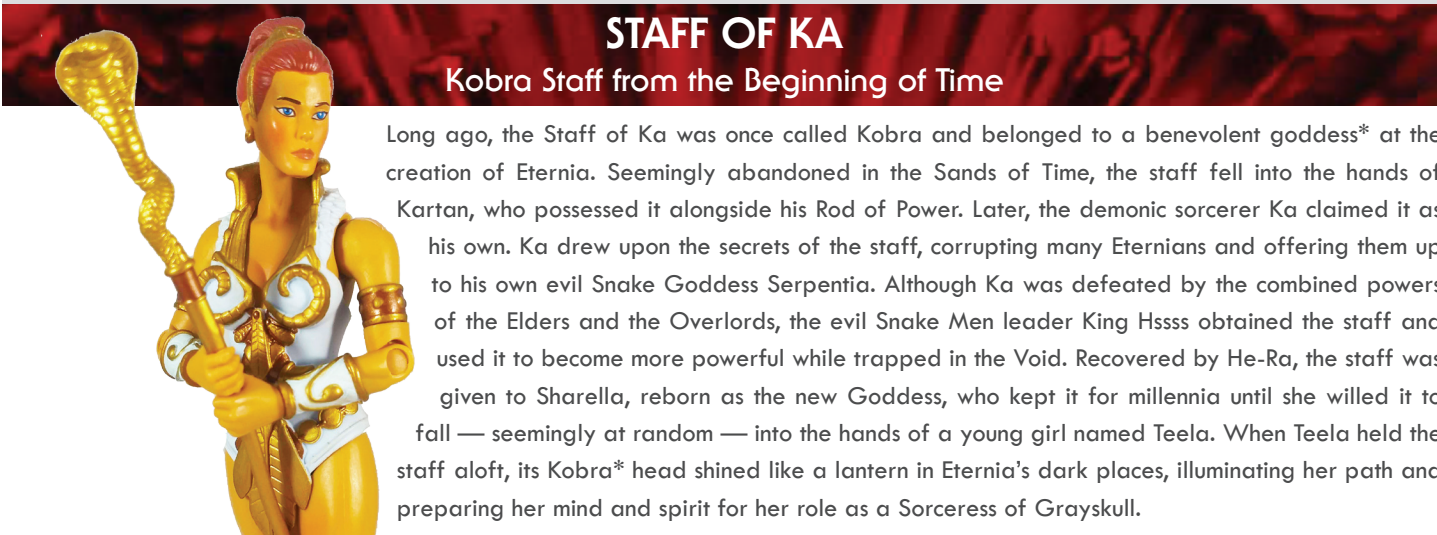 STAFF OF KA
Kobra Staff from the Beginning of Time
Long ago, the Staff of Ka was once called Kobra and belonged to a benevolent goddess* at the
creation of Eternia. Seemingly abandoned in the Sands of Time, the staff fell into the hands of
Kartan, who possessed it alongside his Rod of Power. Later, the demonic sorcerer Ka claimed it as
his own. Ka drew upon the secrets of the staff, corrupting many Eternians and offering them up
to his own evil Snake Goddess Serpentia. Although Ka was defeated by the combined powers
of the Elders and the Overlords, the evil Snake Men leader King Hssss obtained the staff and
used it to become more powerful while trapped in the Void. Recovered by He-Ra, the staff was
given to Sharella, reborn as the new Goddess, who kept it for millennia until she willed it to
fall — seemingly at random — into the hands of a young girl named Teela. When Teela held the
staff aloft, its Kobra* head shined like a lantern in Eternia's dark places, illuminating her path and
preparing her mind and spirit for her role as a Sorceress of Grayskull.